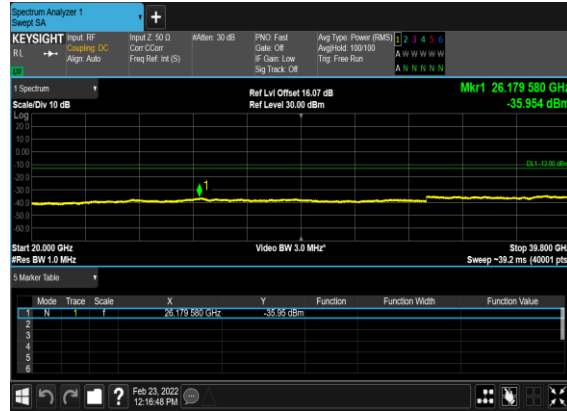 Spectrum Analyzer 1
Swept SA
+
KEYSIGHT Input: RF Input Z: 50 Ω #Atten: 30 dB PNO: Fast Avg Type: Power (RMS) 1 2 3 4 5 6
RL Coupling: DC Corr CCorr Gate: Off Avg|Hold: 100/100 A W W W W W
Align: Auto Freq Ref: Int (S) IF Gain: Low Trig: Free Run
Sig Track: Off A N N N N N
1 Spectrum Ref Lvl Offset 16.07 dB Mkr1 26.179 580 GHz
Scale/Div 10 dB Ref Level 30.00 dBm -35.954 dBm
Log
20.0
10.0
0.00
-10.0 DL1 -13.00 dBm
-20.0
-30.0 1
-40.0
-50.0
-60.0
Start 20.000 GHz Video BW 3.0 MHz* Stop 39.800 GHz
#Res BW 1.0 MHz Sweep ~39.2 ms (40001 pts)
5 Marker Table
Mode Trace Scale X Y Function Function Width Function Value
1 N 1 f 26.179 580 GHz -35.95 dBm
2
3
4
5
6
? Feb 23, 2022
12:16:48 PM